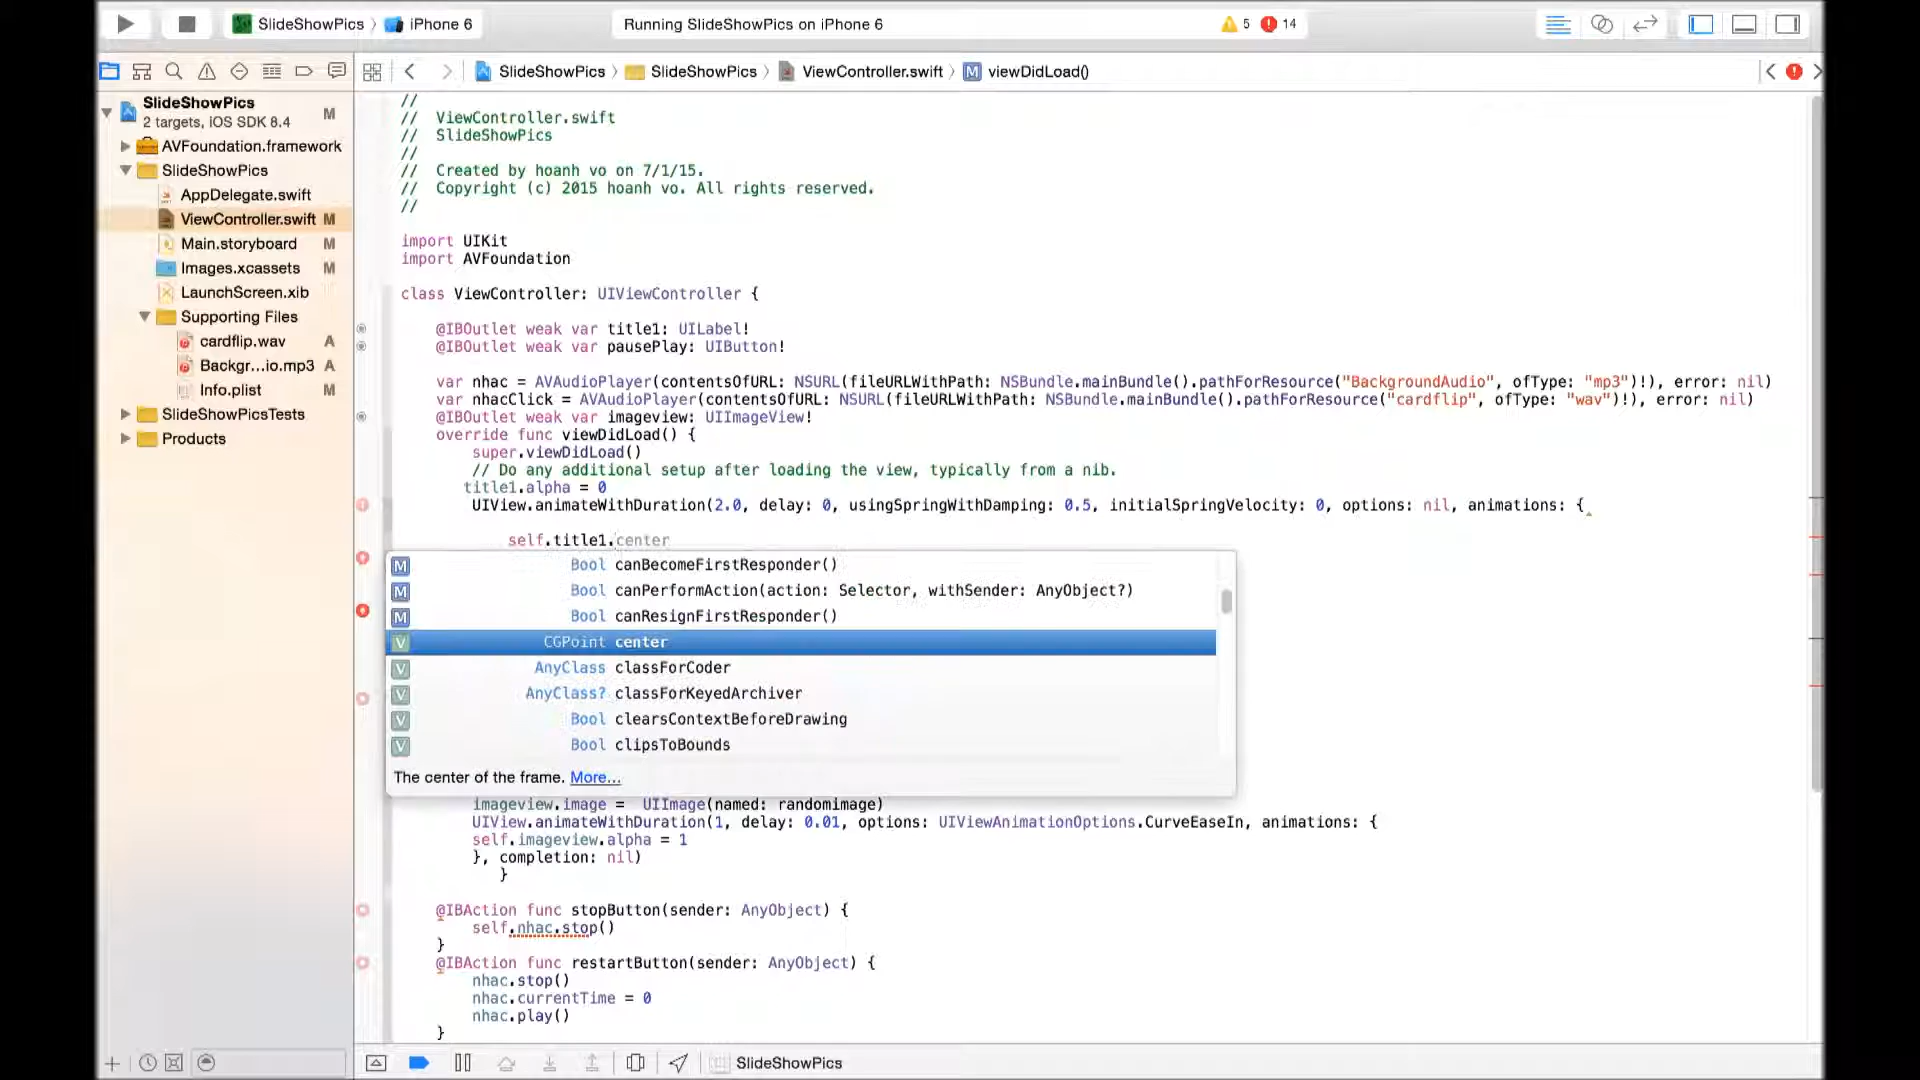 SlideShowPics
iPhone 6
Running SlideShowPics on iPhone 6
5
14
SlideShowPics
SlideShowPics
ViewController.swift
M
viewDidLoad()
SlideShowPics
2 targets, iOS SDK 8.4
M
AVFoundation.framework
SlideShowPics
AppDelegate.swift
ViewController.swift M
Main.storyboard M
Images.xcassets M
LaunchScreen.xib
Supporting Files
cardflip.wav A
Backgr...io.mp3 A
Info.plist M
SlideShowPicsTests
Products
//
// ViewController.swift
// SlideShowPics
//
// Created by hoanh vo on 7/1/15.
// Copyright (c) 2015 hoanh vo. All rights reserved.
//
import UIKit
import AVFoundation
class ViewController: UIViewController {
@IBOutlet weak var title1: UILabel!
@IBOutlet weak var pausePlay: UIButton!
var nhac = AVAudioPlayer(contentsOfURL: NSURL(fileURLWithPath: NSBundle.mainBundle().pathForResource("BackgroundAudio", ofType: "mp3")!), error: nil)
var nhacClick = AVAudioPlayer(contentsOfURL: NSURL(fileURLWithPath: NSBundle.mainBundle().pathForResource("cardflip", ofType: "wav")!), error: nil)
@IBOutlet weak var imageview: UIImageView!
override func viewDidLoad() {
super.viewDidLoad()
// Do any additional setup after loading the view, typically from a nib.
title1.alpha = 0
UIView.animateWithDuration(2.0, delay: 0, usingSpringWithDamping: 0.5, initialSpringVelocity: 0, options: nil, animations: {
self.title1.center
M Bool canBecomeFirstResponder()
M Bool canPerformAction(action: Selector, withSender: AnyObject?)
M Bool canResignFirstResponder()
V CGPoint center
V AnyClass classForCoder
V AnyClass? classForKeyedArchiver
V Bool clearsContextBeforeDrawing
V Bool clipsToBounds
The center of the frame. More...
imageview.image = UIImage(named: randomimage)
UIView.animateWithDuration(1, delay: 0.01, options: UIViewAnimationOptions.CurveEaseIn, animations: {
self.imageview.alpha = 1
}, completion: nil)
}
@IBAction func stopButton(sender: AnyObject) {
self.nhac.stop()
}
@IBAction func restartButton(sender: AnyObject) {
nhac.stop()
nhac.currentTime = 0
nhac.play()
}
SlideShowPics